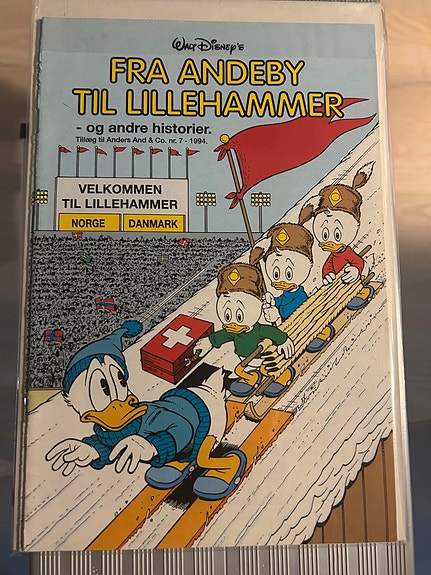 Walt Disney's
FRA ANDEBY
TIL LILLEHAMMER
- og andre historier.
Tillæg til Anders And & Co. nr. 7 - 1994.
VELKOMMEN
TIL LILLEHAMMER
NORGE DANMARK